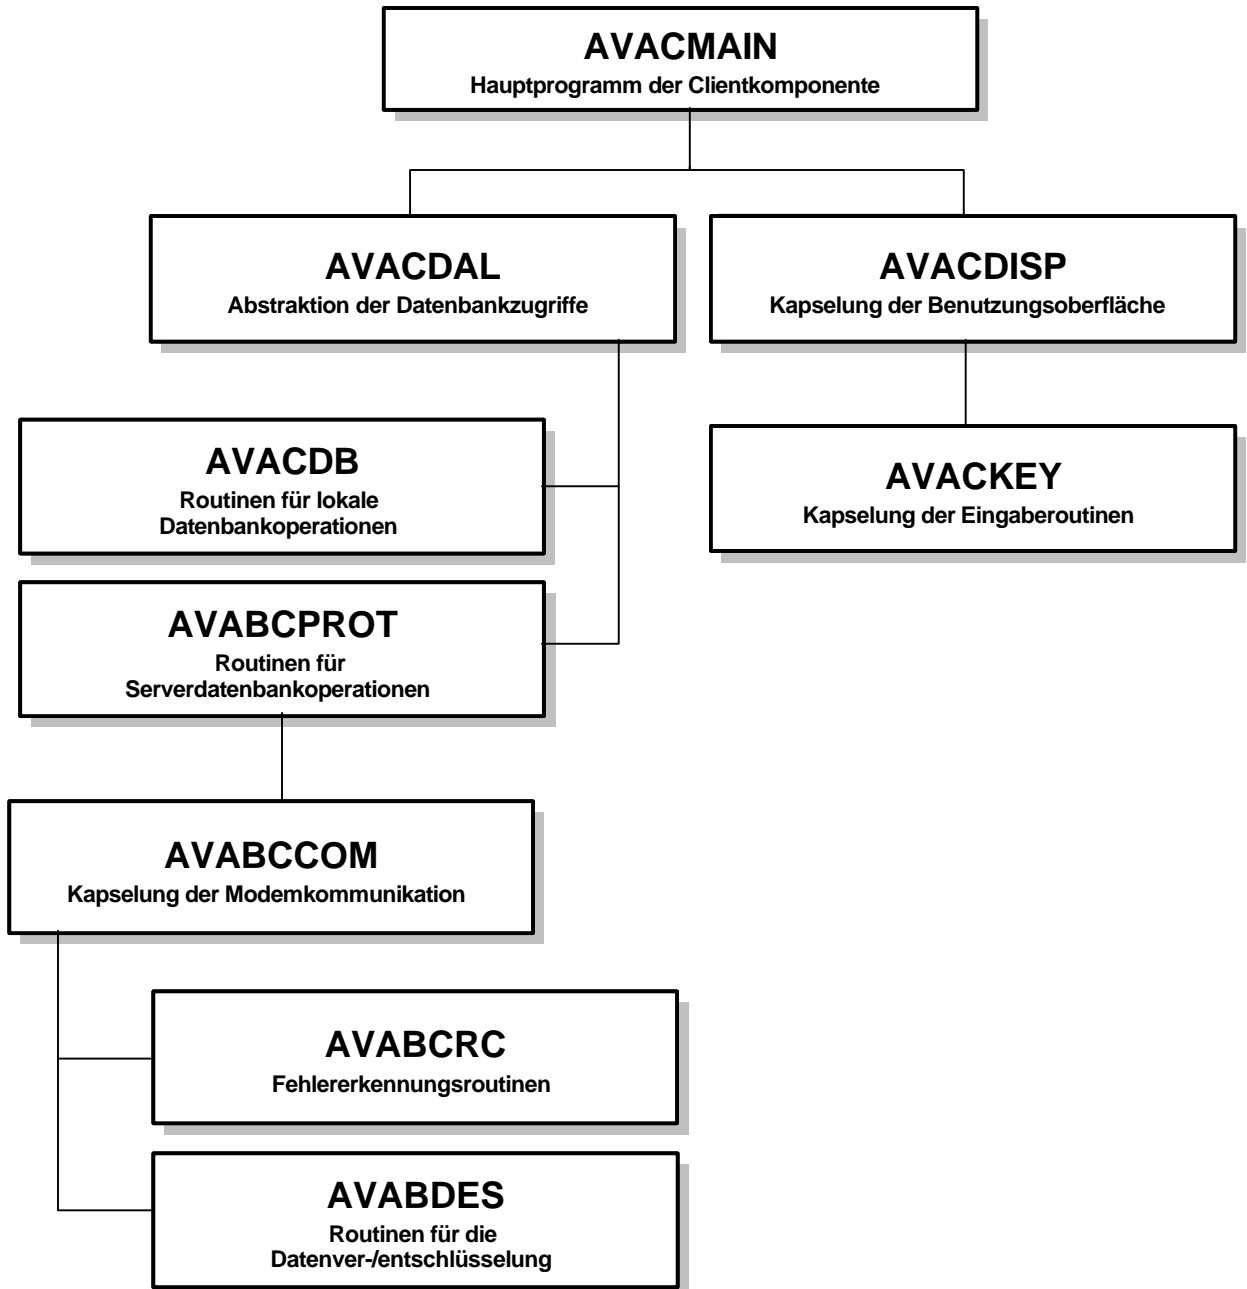 AVACMAIN
Hauptprogramm der Clientkomponente
AVACDAL
Abstraktion der Datenbankzugriffe
AVACDISP
Kapselung der Benutzungsoberfläche
AVACDB
Routinen für lokale
Datenbankoperationen
AVACKEY
Kapselung der Eingaberoutinen
AVABCPROT
Routinen für
Serverdatenbankoperationen
AVABCCOM
Kapselung der Modemkommunikation
AVABCRC
Fehlererkennungsroutinen
AVABDES
Routinen für die
Datenver-/entschlüsselung